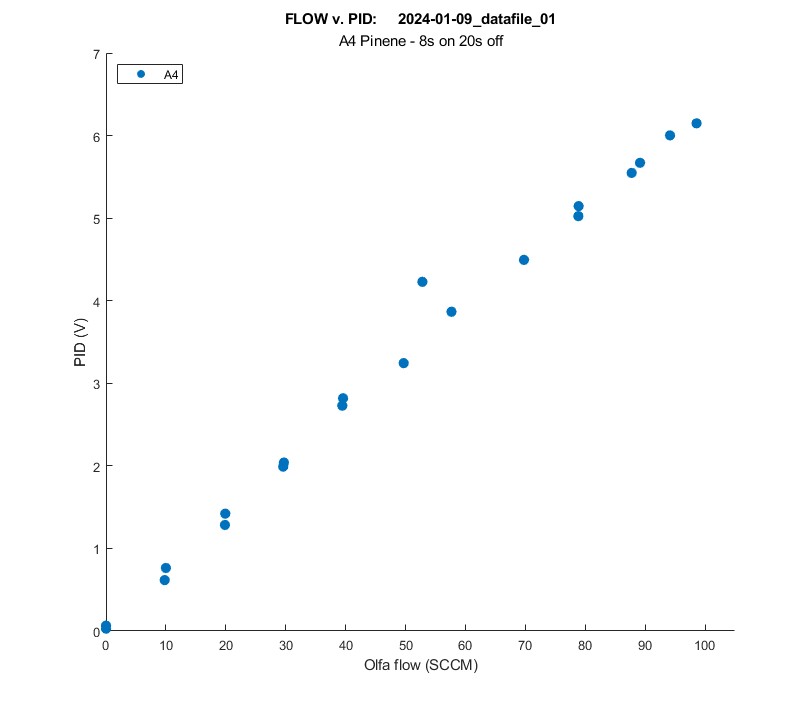 FLOW v. PID: 2024-01-09_datafile_01
A4 Pinene - 8s on 20s off
A4
7
6
5
4
3
2
1
0
PID (V)
0 10 20 30 40 50 60 70 80 90 100
Olfa flow (SCCM)